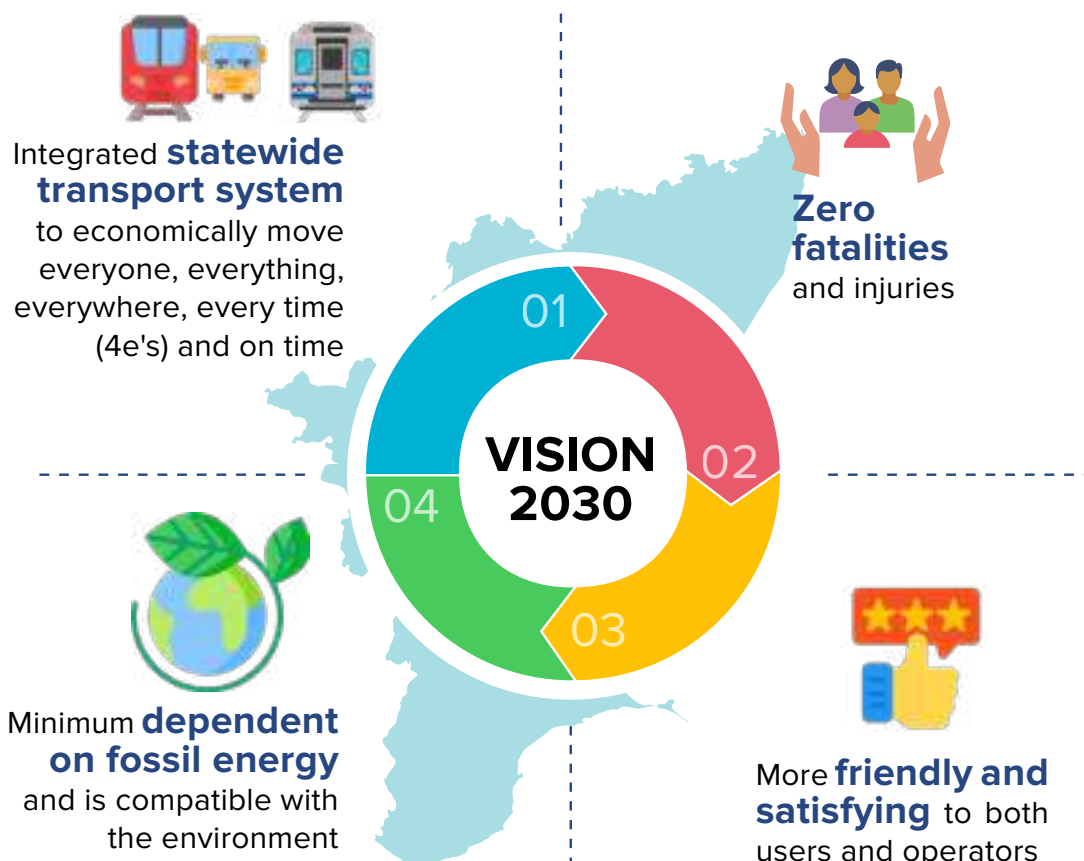 Integrated statewide
transport system
to economically move
everyone, everything,
everywhere, every time
(4e's) and on time
Zero
fatalities
and injuries
01
02
VISION
2030
04
03
Minimum dependent
on fossil energy
and is compatible with
the environment
More friendly and
satisfying to both
users and operators